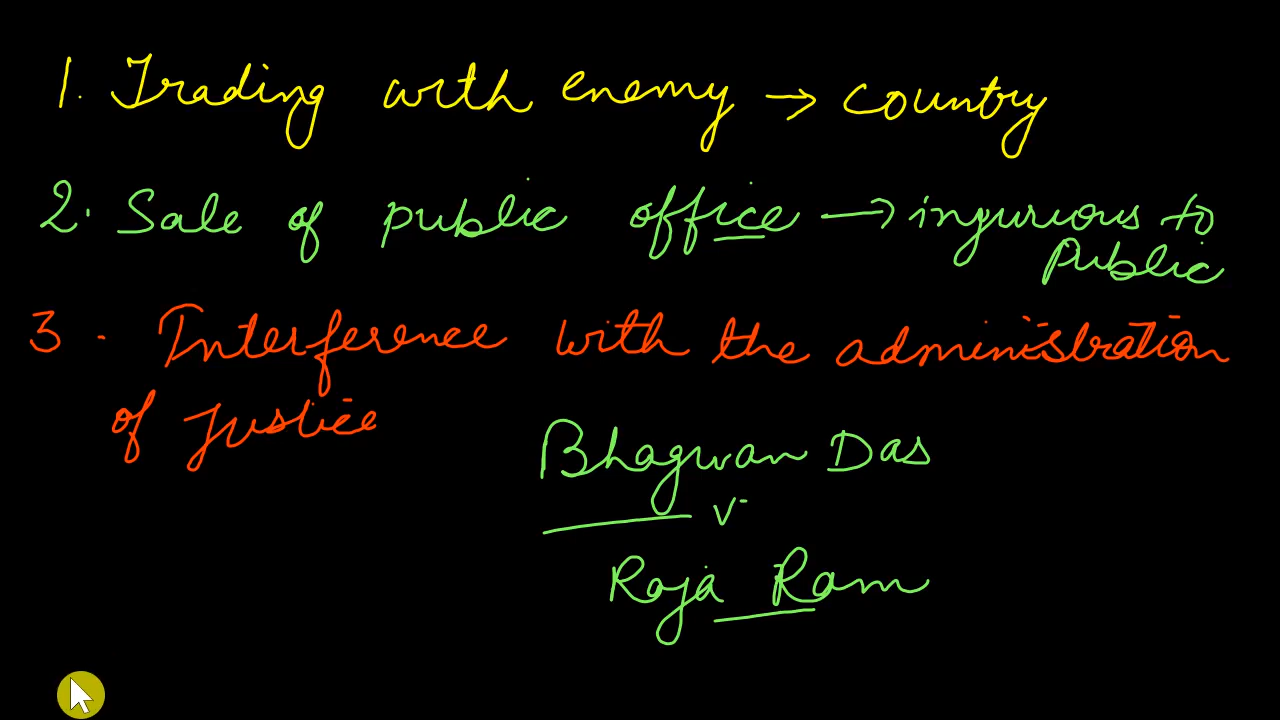 1. Trading with enemy → country
2. Sale of public office → ingurious to
Public
3. Interference with the administration
of Justice
Bhagwan Das
v
Raja Ram